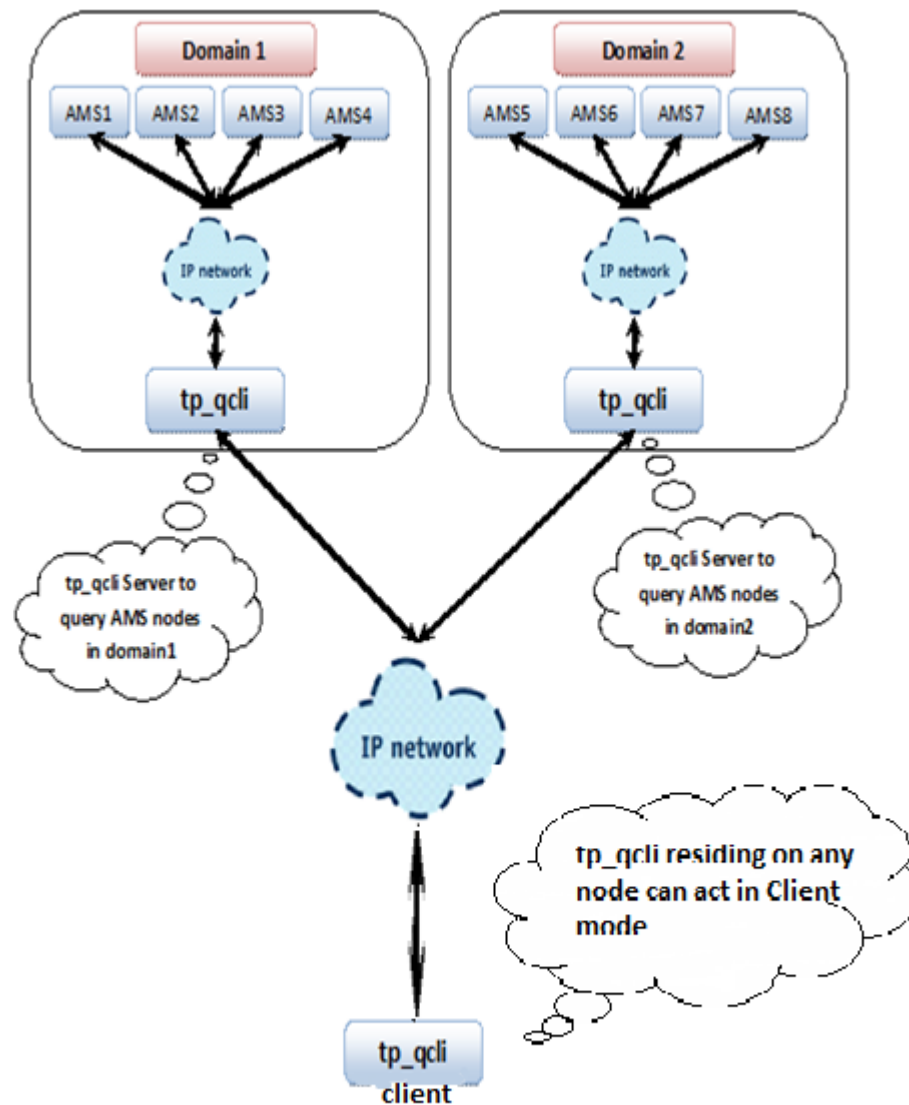 Domain 1
AMS1
AMS2
AMS3
AMS4
IP network
tp_qcli
Domain 2
AMS5
AMS6
AMS7
AMS8
IP network
tp_qcli
tp_qcli Server to
query AMS nodes
in domain1
tp_qcli Server to
query AMS nodes
in domain2
IP network
tp_qcli residing on any
node can act in Client
mode
tp_qcli
client